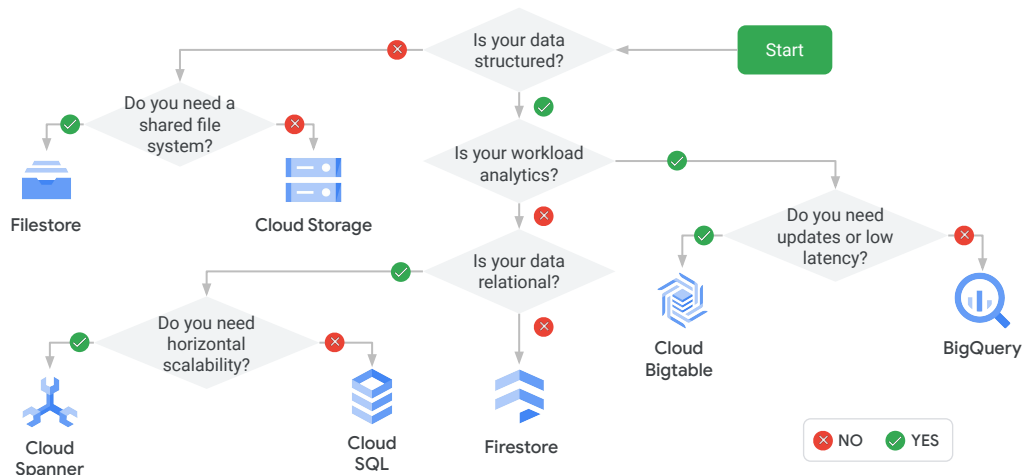 Is your data
structured?
Start
Do you need a
shared file
system?
Is your workload
analytics?
Filestore
Cloud Storage
Do you need
updates or low
latency?
Is your data
relational?
Do you need
horizontal
scalability?
Cloud
Bigtable
BigQuery
Cloud
Spanner
Cloud
SQL
Firestore
NO
YES